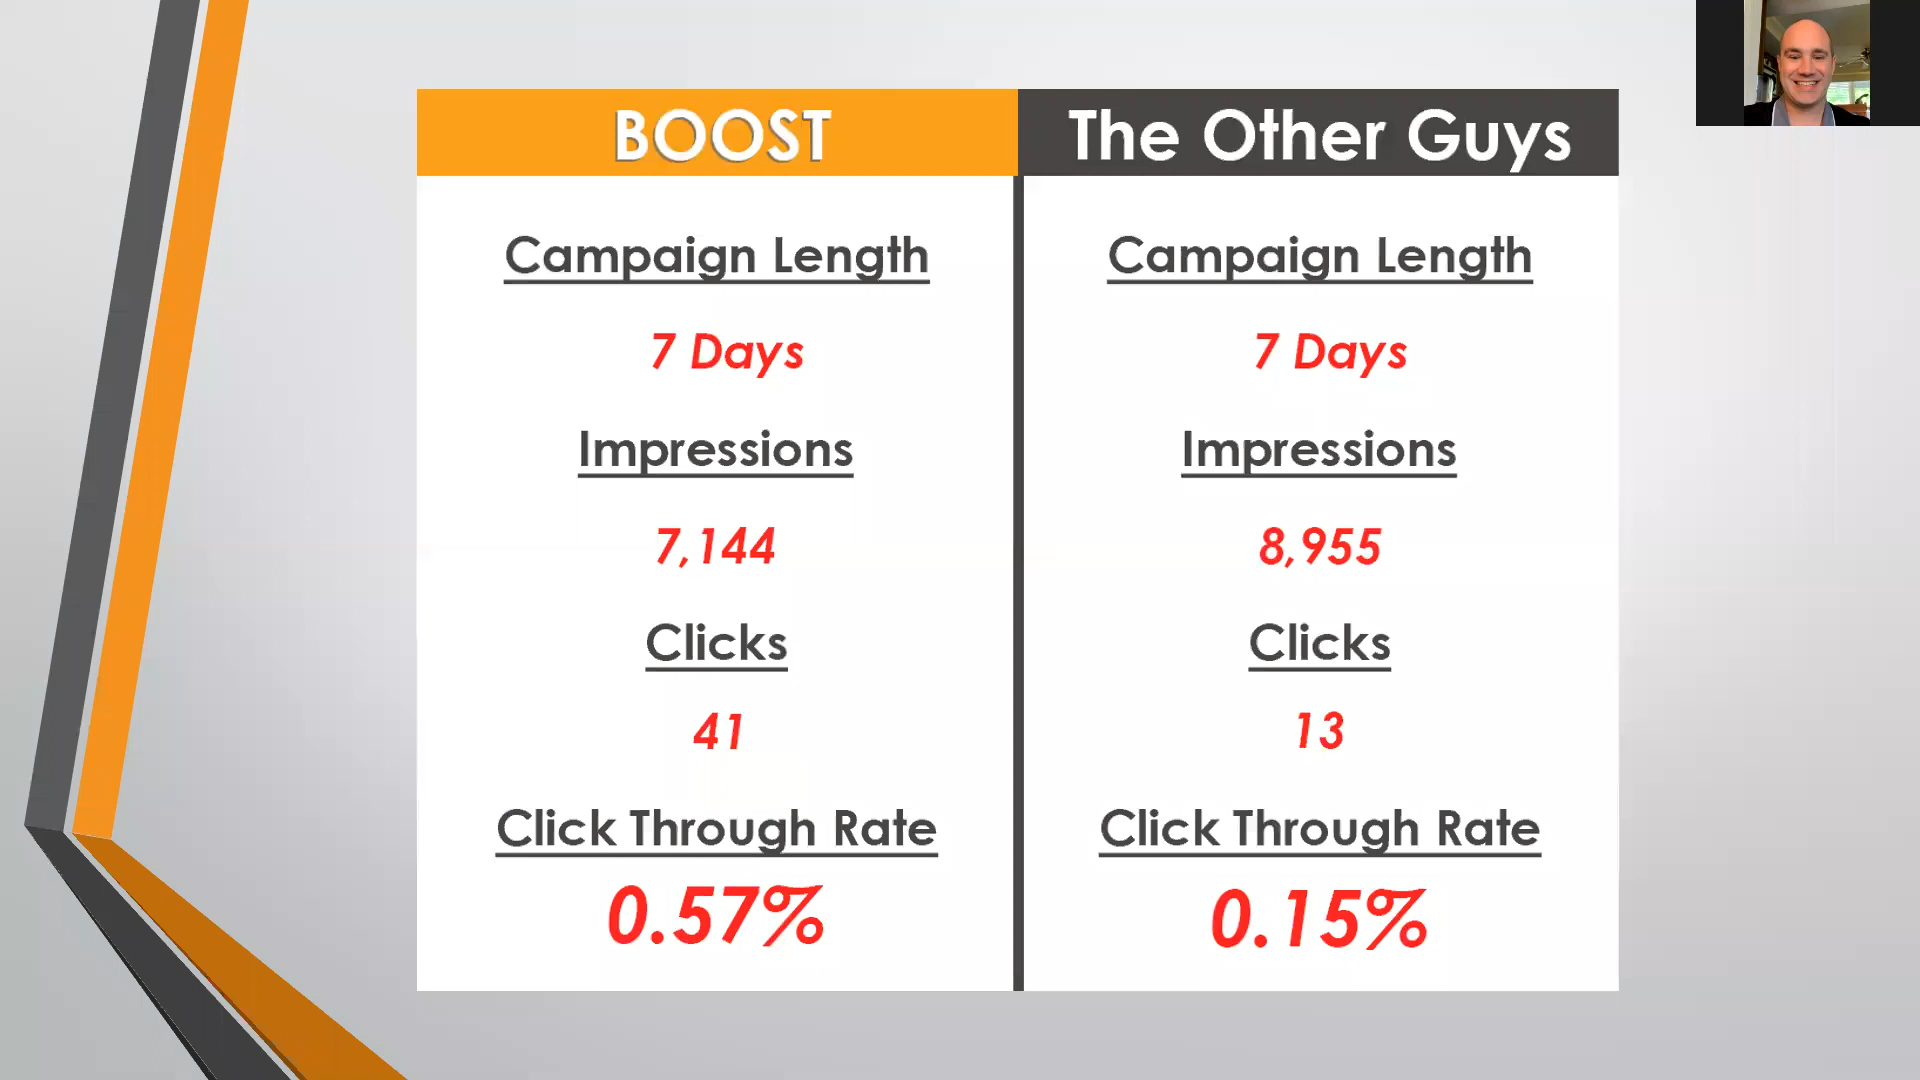 BOOST
The Other Guys
Campaign Length
7 Days
Impressions
7,144
Clicks
41
Click Through Rate
0.57%
Campaign Length
7 Days
Impressions
8,955
Clicks
13
Click Through Rate
0.15%